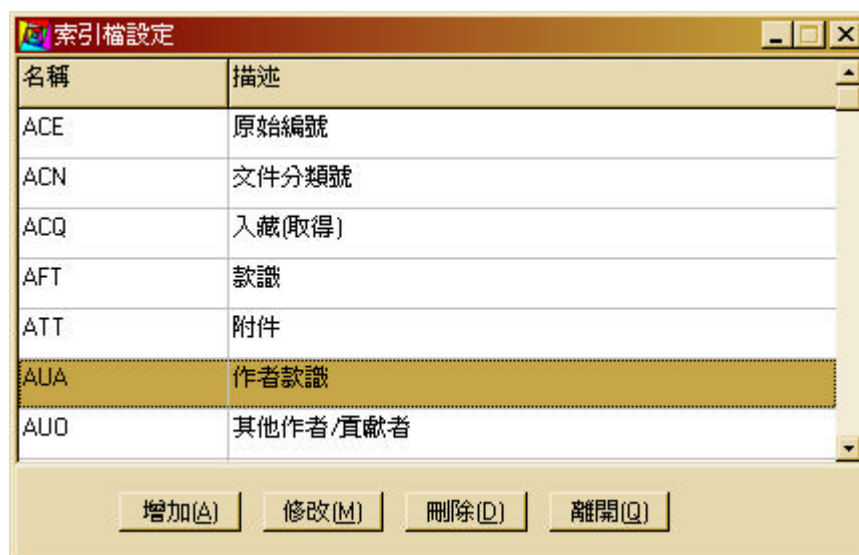 索引檔設定
名稱 描述
ACE 原始編號
ACN 文件分類號
ACQ 入藏(取得)
AFT 款識
ATT 附件
AUA 作者款識
AUO 其他作者/貢獻者
增加(A) 修改(M) 刪除(D) 離開(Q)